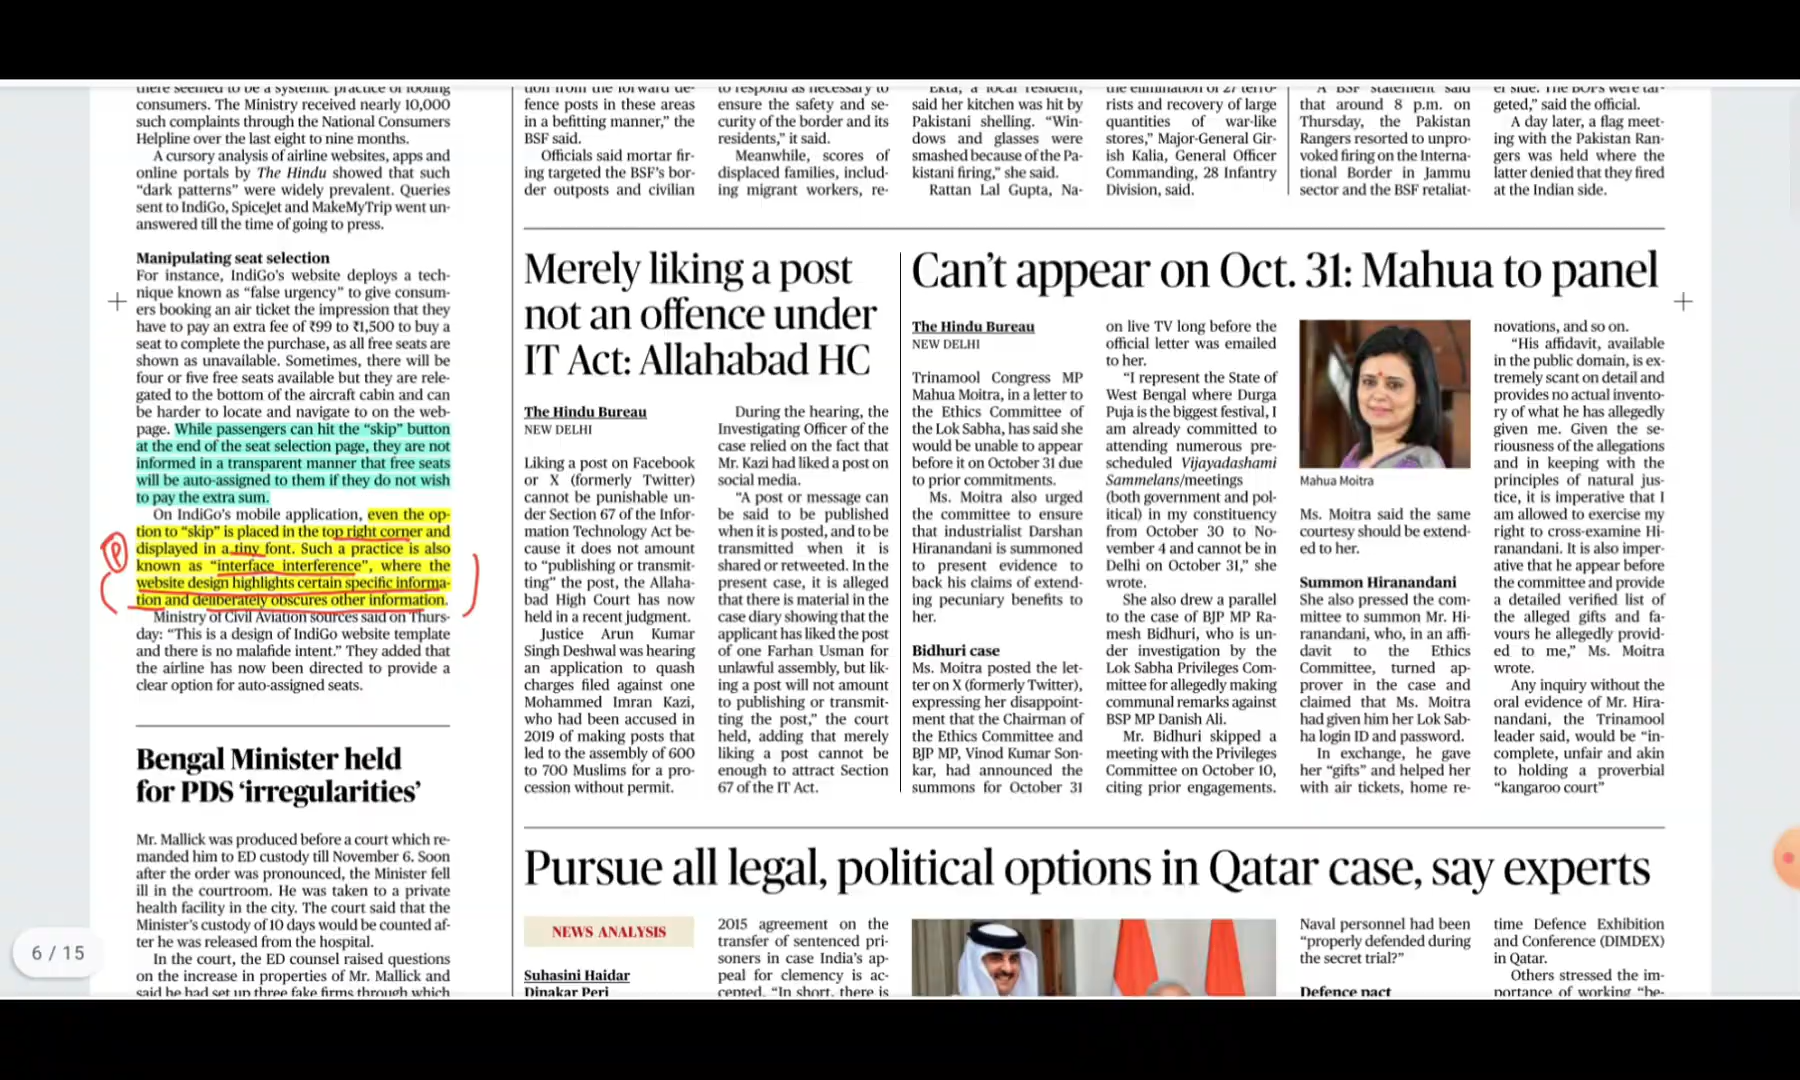 there seemed to be a systemic practice of fooling
consumers. The Ministry received nearly 10,000
such complaints through the National Consumers
Helpline over the last eight to nine months.
A cursory analysis of airline websites, apps and
online portals by The Hindu showed that such
“dark patterns” were widely prevalent. Queries
sent to IndiGo, SpiceJet and MakeMyTrip went un-
answered till the time of going to press.
Manipulating seat selection
For instance, IndiGo’s website deploys a tech-
nique known as “false urgency” to give consum-
ers booking an air ticket the impression that they
have to pay an extra fee of ₹99 to ₹1,500 to buy a
seat to complete the purchase, as all free seats are
shown as unavailable. Sometimes, there will be
four or five free seats available but they are rele-
gated to the bottom of the aircraft cabin and can
be harder to locate and navigate to on the web-
page. While passengers can hit the “skip” button
at the end of the seat selection page, they are not
informed in a transparent manner that free seats
will be auto-assigned to them if they do not wish
to pay the extra sum.
On IndiGo’s mobile application, even the op-
tion to “skip” is placed in the top right corner and
displayed in a tiny font. Such a practice is also
known as “interface interference”, where the
website design highlights certain specific informa-
tion and deliberately obscures other information.
Ministry of Civil Aviation sources said on Thurs-
day: “This is a design of IndiGo website template
and there is no malafide intent.” They added that
the airline has now been directed to provide a
clear option for auto-assigned seats.
P
Bengal Minister held
for PDS ‘irregularities’
Mr. Mallick was produced before a court which re-
manded him to ED custody till November 6. Soon
after the order was pronounced, the Minister fell
ill in the courtroom. He was taken to a private
health facility in the city. The court said that the
Minister’s custody of 10 days would be counted af-
ter he was released from the hospital.
In the court, the ED counsel raised questions
on the increase in properties of Mr. Mallick and
said he had set up three fake firms through which
6 / 15
tion from the forward de-
fence posts in these areas
in a befitting manner,” the
BSF said.
Officials said mortar fir-
ing targeted the BSF’s bor-
der outposts and civilian
to respond as necessary to
ensure the safety and se-
curity of the border and its
residents,” it said.
Meanwhile, scores of
displaced families, includ-
ing migrant workers, re-
Ekta, a local resident,
said her kitchen was hit by
Pakistani shelling. “Win-
dows and glasses were
smashed because of the Pa-
kistani firing,” she said.
Rattan Lal Gupta, Na-
the elimination of 27 terro-
rists and recovery of large
quantities of war-like
stores,” Major-General Gir-
ish Kalia, General Officer
Commanding, 28 Infantry
Division, said.
A BSF statement said
that around 8 p.m. on
Thursday, the Pakistan
Rangers resorted to unpro-
voked firing on the Interna-
tional Border in Jammu
sector and the BSF retaliat-
er side. The BOPs were tar-
geted,” said the official.
A day later, a flag meet-
ing with the Pakistan Ran-
gers was held where the
latter denied that they fired
at the Indian side.
Merely liking a post
not an offence under
IT Act: Allahabad HC
The Hindu Bureau
NEW DELHI
Liking a post on Facebook
or X (formerly Twitter)
cannot be punishable un-
der Section 67 of the Infor-
mation Technology Act be-
cause it does not amount
to “publishing or transmit-
ting” the post, the Allaha-
bad High Court has now
held in a recent judgment.
Justice Arun Kumar
Singh Deshwal was hearing
an application to quash
charges filed against one
Mohammed Imran Kazi,
who had been accused in
2019 of making posts that
led to the assembly of 600
to 700 Muslims for a pro-
cession without permit.
During the hearing, the
Investigating Officer of the
case relied on the fact that
Mr. Kazi had liked a post on
social media.
“A post or message can
be said to be published
when it is posted, and to be
transmitted when it is
shared or retweeted. In the
present case, it is alleged
that there is material in the
case diary showing that the
applicant has liked the post
of one Farhan Usman for
unlawful assembly, but lik-
ing a post will not amount
to publishing or transmit-
ting the post,” the court
held, adding that merely
liking a post cannot be
enough to attract Section
67 of the IT Act.
Can’t appear on Oct. 31: Mahua to panel
The Hindu Bureau
NEW DELHI
Trinamool Congress MP
Mahua Moitra, in a letter to
the Ethics Committee of
the Lok Sabha, has said she
would be unable to appear
before it on October 31 due
to prior commitments.
Ms. Moitra also urged
the committee to ensure
that industrialist Darshan
Hiranandani is summoned
to present evidence to
back his claims of extend-
ing pecuniary benefits to
her.
Bidhuri case
Ms. Moitra posted the let-
ter on X (formerly Twitter),
expressing her disappoint-
ment that the Chairman of
the Ethics Committee and
BJP MP, Vinod Kumar Son-
kar, had announced the
summons for October 31
on live TV long before the
official letter was emailed
to her.
“I represent the State of
West Bengal where Durga
Puja is the biggest festival, I
am already committed to
attending numerous pre-
scheduled Vijayadashami
Sammelans/meetings
(both government and pol-
itical) in my constituency
from October 30 to No-
vember 4 and cannot be in
Delhi on October 31,” she
wrote.
She also drew a parallel
to the case of BJP MP Ra-
mesh Bidhuri, who is un-
der investigation by the
Lok Sabha Privileges Com-
mittee for allegedly making
communal remarks against
BSP MP Danish Ali.
Mr. Bidhuri skipped a
meeting with the Privileges
Committee on October 10,
citing prior engagements.
Mahua Moitra
Ms. Moitra said the same
courtesy should be extend-
ed to her.
Summon Hiranandani
She also pressed the com-
mittee to summon Mr. Hi-
ranandani, who, in an affi-
davit to the Ethics
Committee, turned ap-
prover in the case and
claimed that Ms. Moitra
had given him her Lok Sab-
ha login ID and password.
In exchange, he gave
her “gifts” and helped her
with air tickets, home re-
novations, and so on.
“His affidavit, available
in the public domain, is ex-
tremely scant on detail and
provides no actual invento-
ry of what he has allegedly
given me. Given the se-
riousness of the allegations
and in keeping with the
principles of natural jus-
tice, it is imperative that I
am allowed to exercise my
right to cross-examine Hi-
ranandani. It is also imper-
ative that he appear before
the committee and provide
a detailed verified list of
the alleged gifts and fa-
vours he allegedly provid-
ed to me,” Ms. Moitra
wrote.
Any inquiry without the
oral evidence of Mr. Hira-
nandani, the Trinamool
leader said, would be “in-
complete, unfair and akin
to holding a proverbial
“kangaroo court”
Pursue all legal, political options in Qatar case, say experts
NEWS ANALYSIS
Suhasini Haidar
Dinakar Peri
2015 agreement on the
transfer of sentenced pri-
soners in case India’s ap-
peal for clemency is ac-
cepted. “In short, there is
Naval personnel had been
“properly defended during
the secret trial?”
Defence pact
time Defence Exhibition
and Conference (DIMDEX)
in Qatar.
Others stressed the im-
portance of working “be-